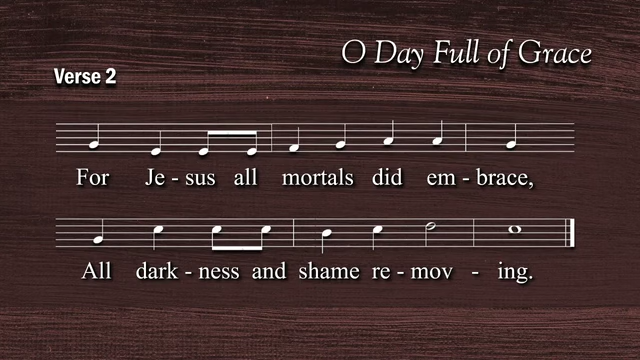 O Day Full of Grace
Verse 2
For Je - sus all mortals did em - brace,
All dark - ness and shame re - mov - ing.